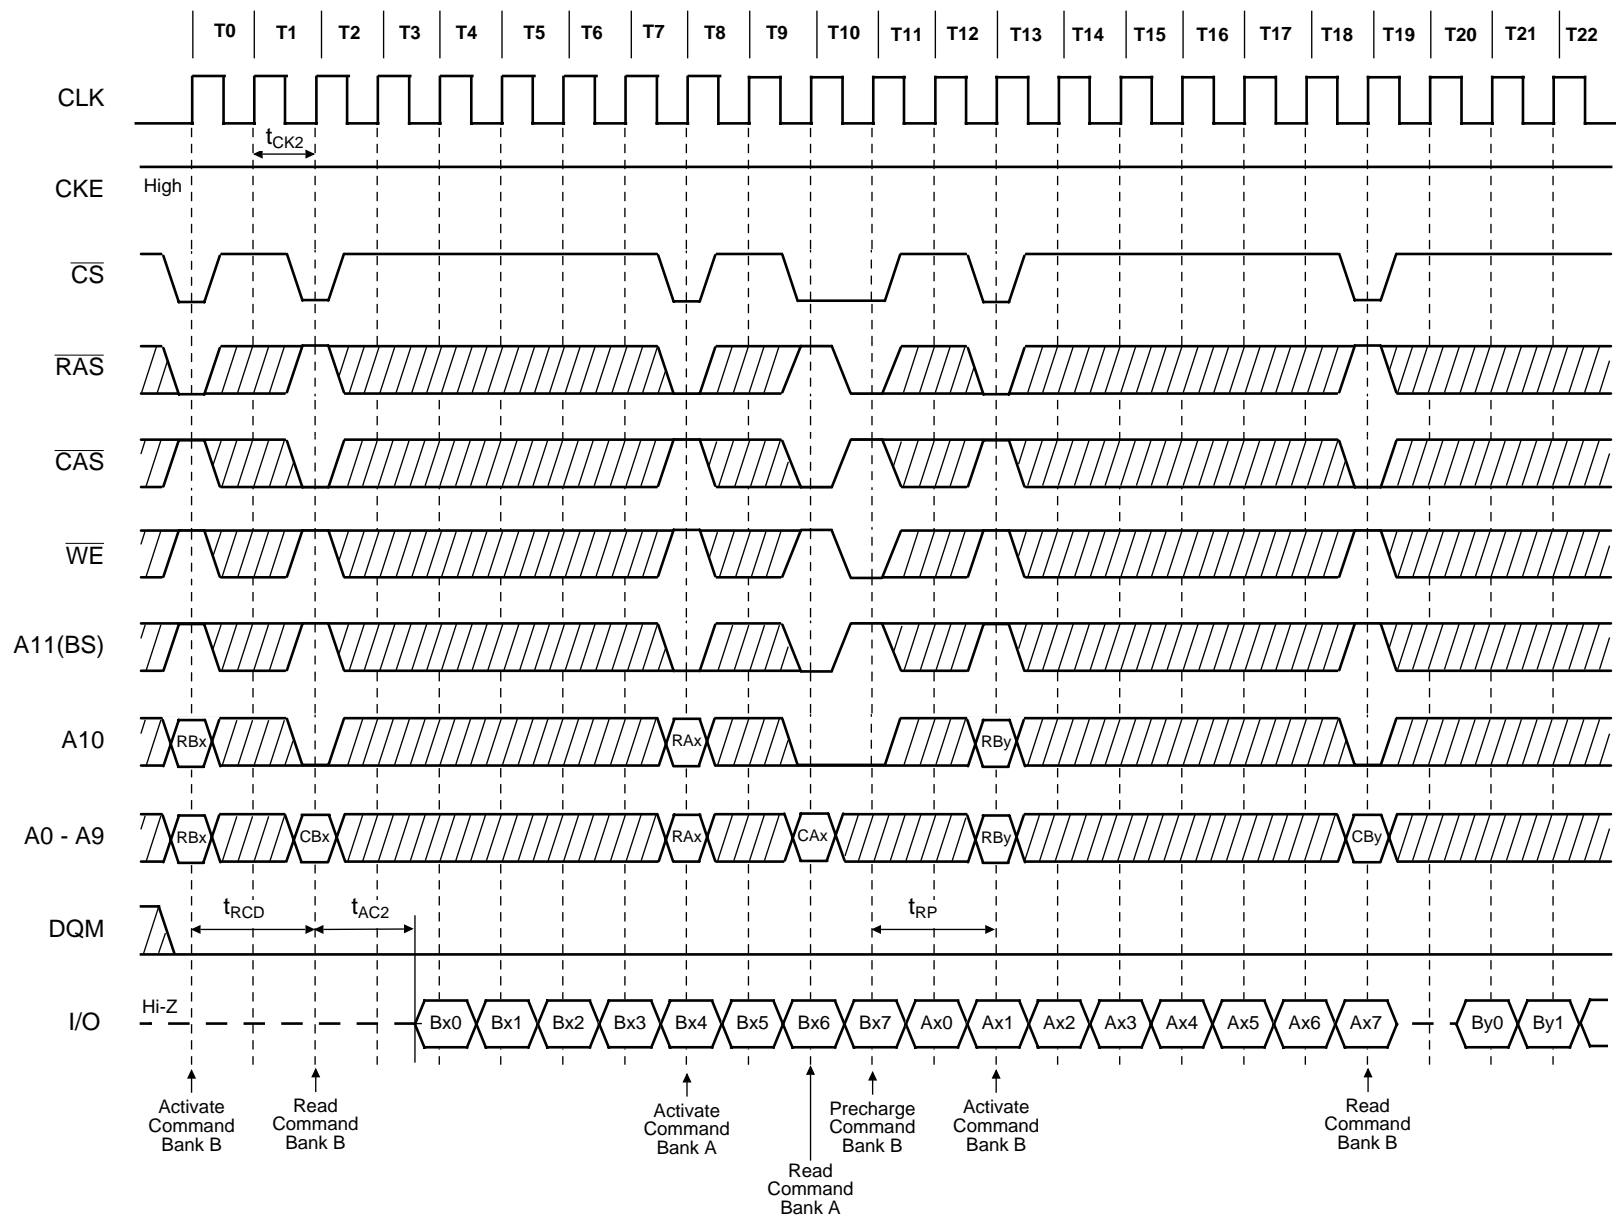 T0 T1 T2 T3 T4 T5 T6 T7 T8 T9 T10 T11 T12 T13 T14 T15 T16 T17 T18 T19 T20 T21 T22
CLK
tCK2
CKE
High
CS
RAS
CAS
WE
A11(BS)
A10
RBx RAx RBy
A0 - A9
RBx CBx RAx CAx RBy CBy
DQM
tRCD tAC2 tRP
I/O
Hi-Z
Bx0 Bx1 Bx2 Bx3 Bx4 Bx5 Bx6 Bx7 Ax0 Ax1 Ax2 Ax3 Ax4 Ax5 Ax6 Ax7 By0 By1
Activate
Command
Bank B
Read
Command
Bank B
Activate
Command
Bank A
Read
Command
Bank A
Precharge
Command
Bank B
Activate
Command
Bank B
Read
Command
Bank B